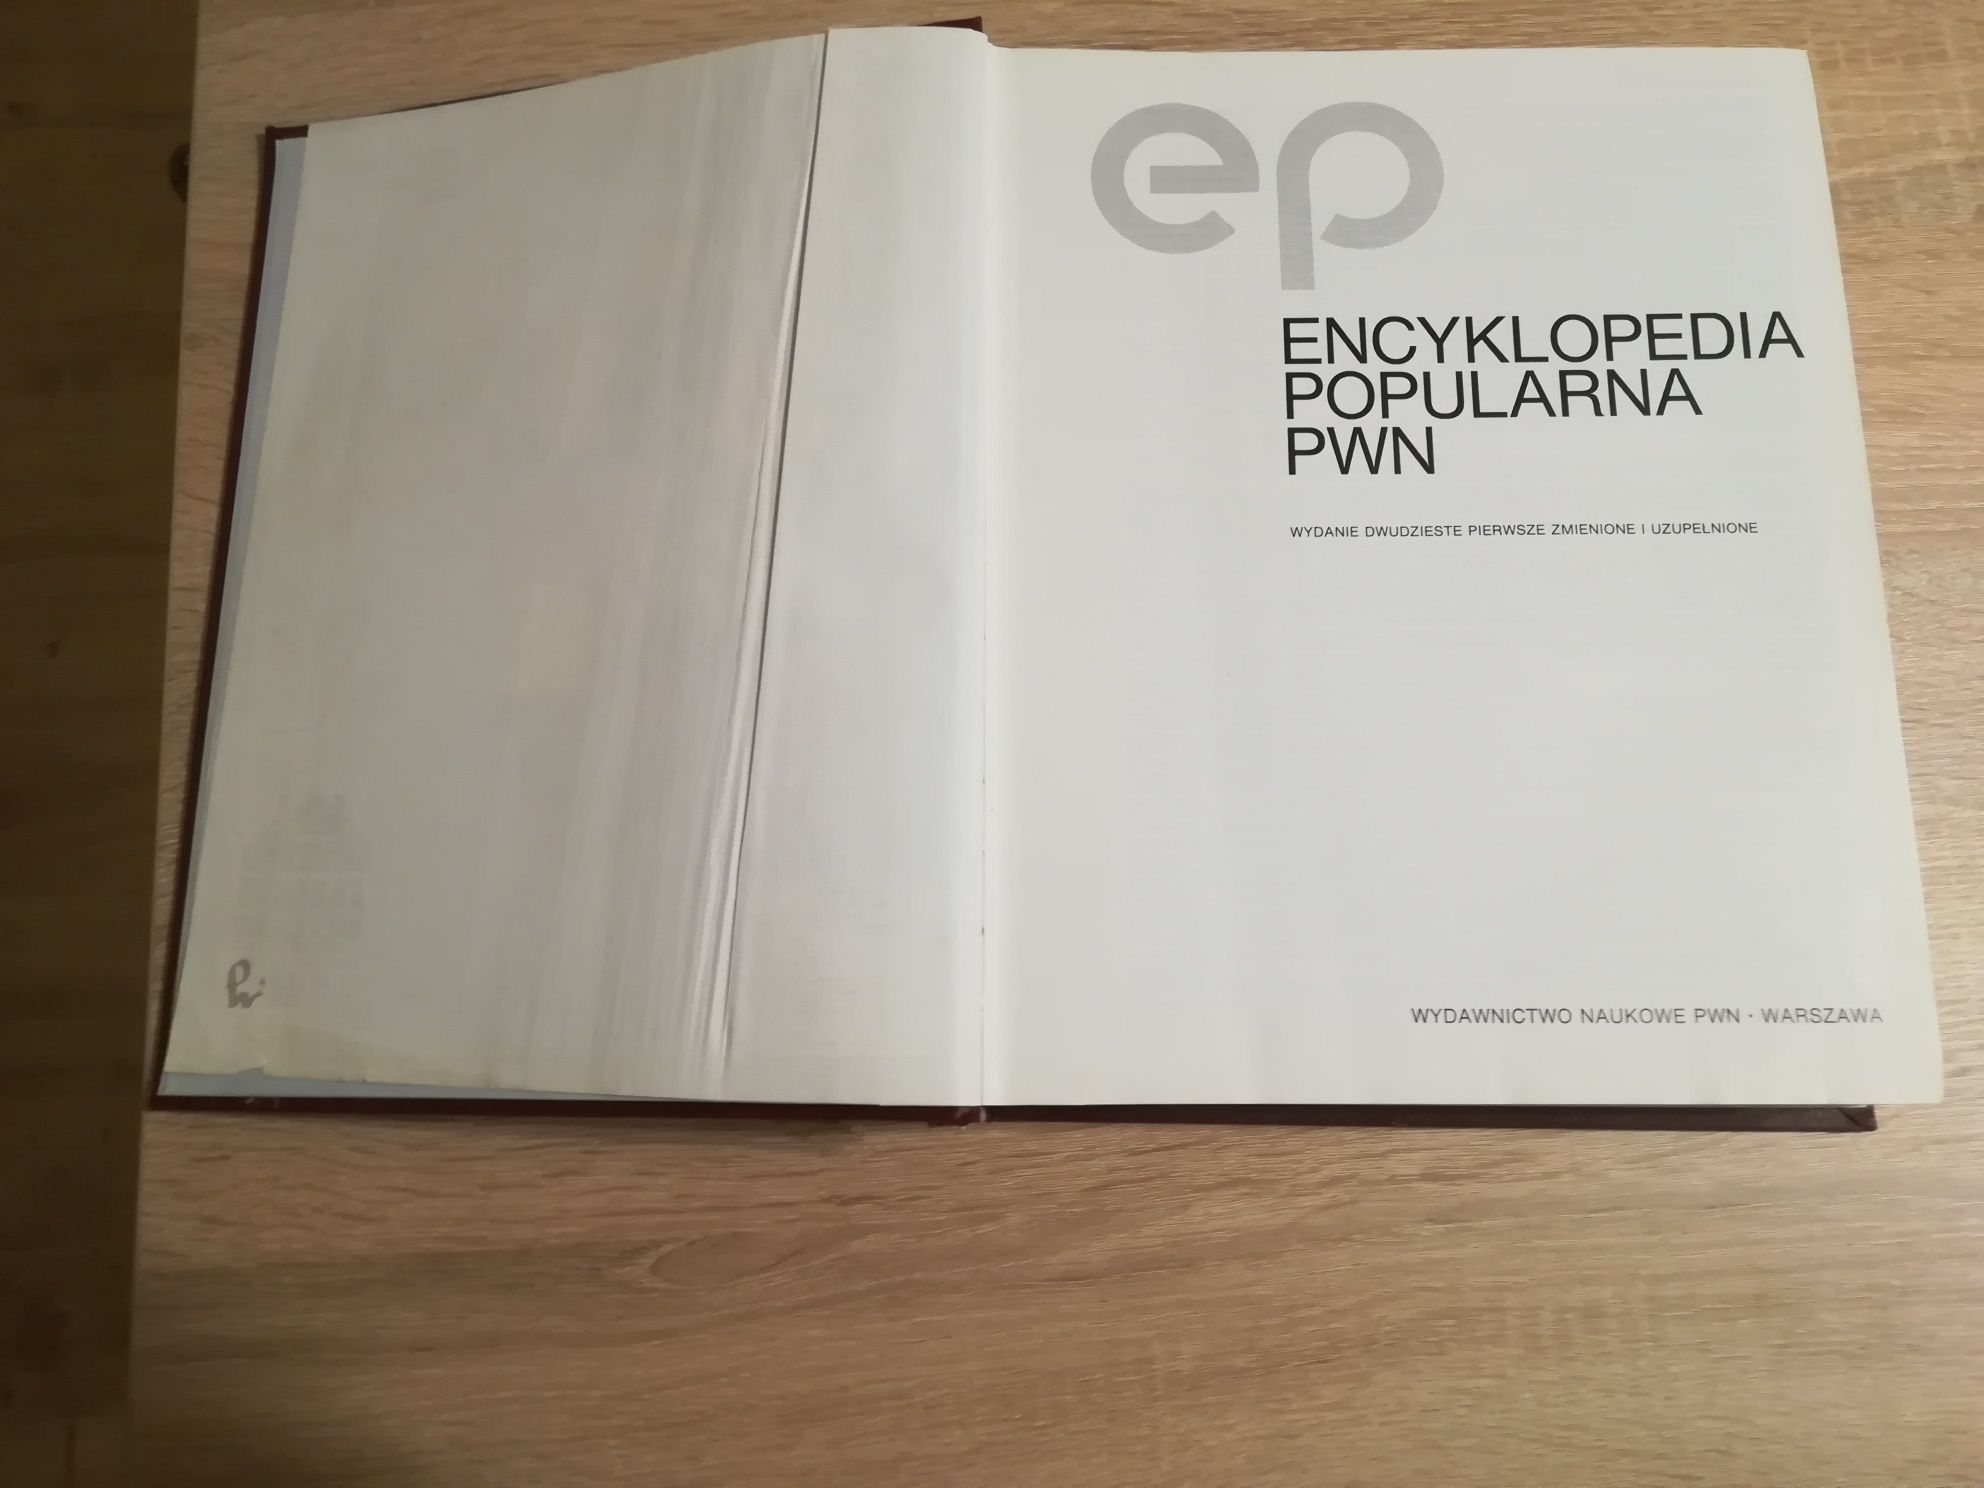 ep
ENCYKLOPEDIA
POPULARNA
PWN
WYDANIE DWUDZIESTE PIERWSZE ZMIENIONE I UZUPEŁNIONE
WYDAWNICTWO NAUKOWE PWN • WARSZAWA